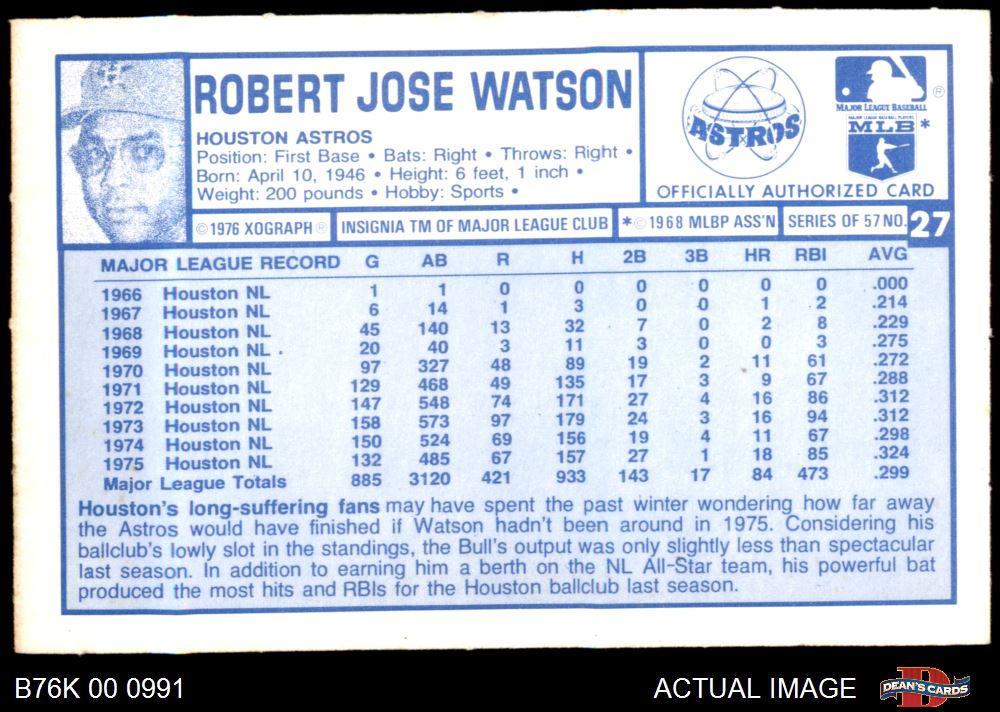 ROBERT JOSE WATSON
HOUSTON ASTROS
Position: First Base • Bats: Right • Throws: Right •
Born: April 10, 1946 • Height: 6 feet, 1 inch •
Weight: 200 pounds • Hobby: Sports •
ASTROS
®
MAJOR LEAGUE BASEBALL
MAJOR LEAGUE BASEBALL PLAYERS
MLB *
OFFICIALLY AUTHORIZED CARD
© 1976 XOGRAPH ® INSIGNIA TM OF MAJOR LEAGUE CLUB *© 1968 MLBP ASS'N SERIES OF 57 NO. 27
MAJOR LEAGUE RECORD G AB R H 2B 3B HR RBI AVG
1966 Houston NL 1 1 0 0 0 0 0 0 .000
1967 Houston NL 6 14 1 3 0 0 1 2 .214
1968 Houston NL 45 140 13 32 7 0 2 8 .229
1969 Houston NL 20 40 3 11 3 0 0 3 .275
1970 Houston NL 97 327 48 89 19 2 11 61 .272
1971 Houston NL 129 468 49 135 17 3 9 67 .288
1972 Houston NL 147 548 74 171 27 4 16 86 .312
1973 Houston NL 158 573 97 179 24 3 16 94 .312
1974 Houston NL 150 524 69 156 19 4 11 67 .298
1975 Houston NL 132 485 67 157 27 1 18 85 .324
Major League Totals 885 3120 421 933 143 17 84 473 .299
Houston's long-suffering fans may have spent the past winter wondering how far away
the Astros would have finished if Watson hadn't been around in 1975. Considering his
ballclub's lowly slot in the standings, the Bull's output was only slightly less than spectacular
last season. In addition to earning him a berth on the NL All-Star team, his powerful bat
produced the most hits and RBIs for the Houston ballclub last season.
B76K 00 0991
ACTUAL IMAGE
DEAN'S CARDS